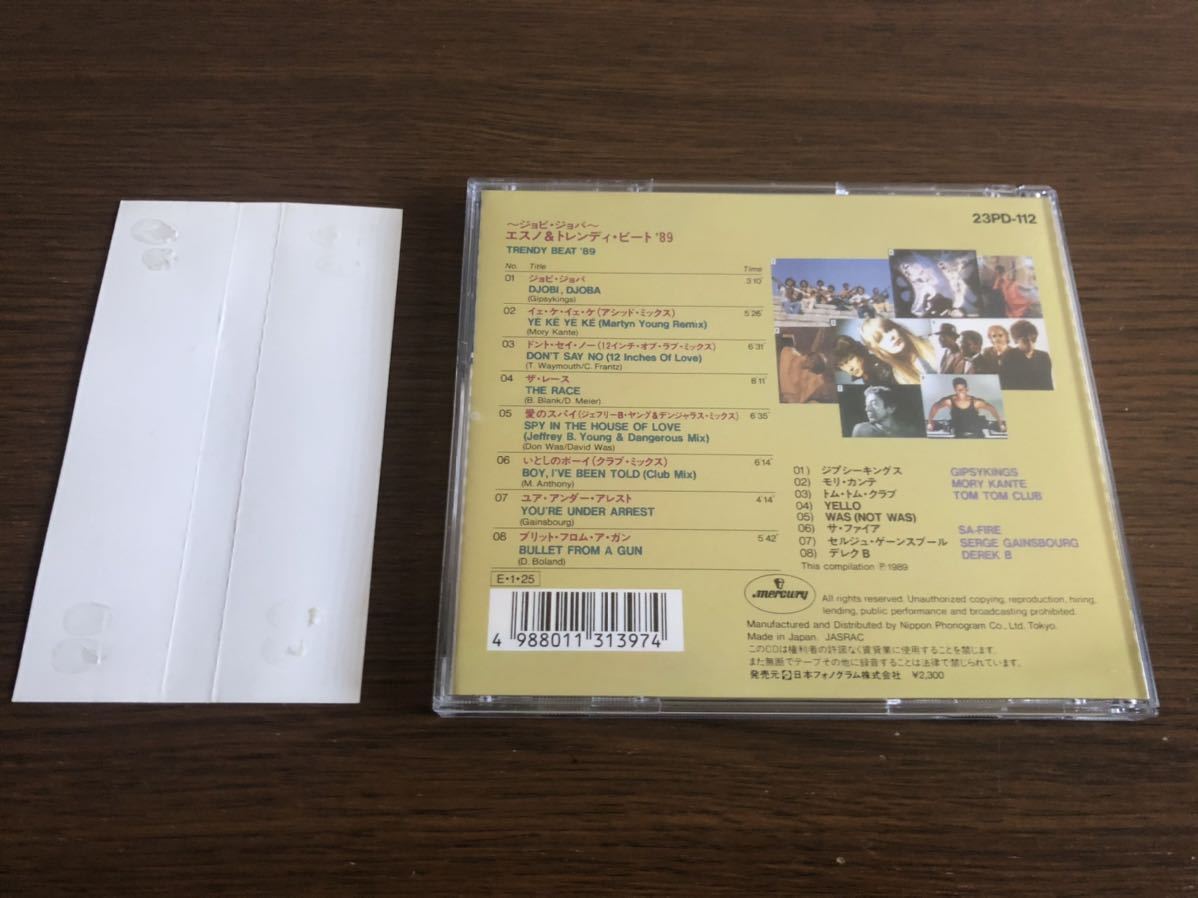 23PD-112
〜ジョビ・ジョバ〜
エスノ&トレンディ・ビート'89
TRENDY BEAT '89
No. Title Time
01 ジョビ・ジョバ 3'10"
DJOBI, DJOBA
(Gipsykings)
02 イェ・ケ・イェ・ケ(アシッド・ミックス) 5'26"
YE KE YE KE (Martyn Young Remix)
(Mory Kante)
03 ドント・セイ・ノー(12インチ・オブ・ラブ・ミックス) 6'31"
DON'T SAY NO (12 Inches Of Love)
(T. Waymouth/C. Frantz)
04 ザ・レース 8'11"
THE RACE
(B. Blank/D. Meier)
05 愛のスパイ(ジェフリーB・ヤング&デンジャラス・ミックス) 6'35"
SPY IN THE HOUSE OF LOVE
(Jeffrey B. Young & Dangerous Mix)
(Don Was/David Was)
06 いとしのボーイ(クラブ・ミックス) 6'14"
BOY, I'VE BEEN TOLD (Club Mix)
(M. Anthony)
07 ユア・アンダー・アレスト 4'14"
YOU'RE UNDER ARREST
(Gainsbourg)
08 ブリット・フロム・ア・ガン 5'42"
BULLET FROM A GUN
(D. Boland)
E・1・25
4 988011 313974
01) ジプシーキングス GIPSYKINGS
02) モリ・カンテ MORY KANTE
03) トム・トム・クラブ TOM TOM CLUB
04) YELLO
05) WAS (NOT WAS)
06) サ・ファイア SA-FIRE
07) セルジュ・ゲーンスブール SERGE GAINSBOURG
08) デレクB DEREK B
This compilation ℗1989
mercury
All rights reserved. Unauthorized copying, reproduction, hiring,
lending, public performance and broadcasting prohibited.
Manufactured and Distributed by Nippon Phonogram Co., Ltd. Tokyo.
Made in Japan. JASRAC
このCDは権利者の許諾なく賃貸業に使用することを禁じます.
また無断でテープその他に録音することは法律で禁じられています.
発売元 日本フォノグラム株式会社 ¥2,300